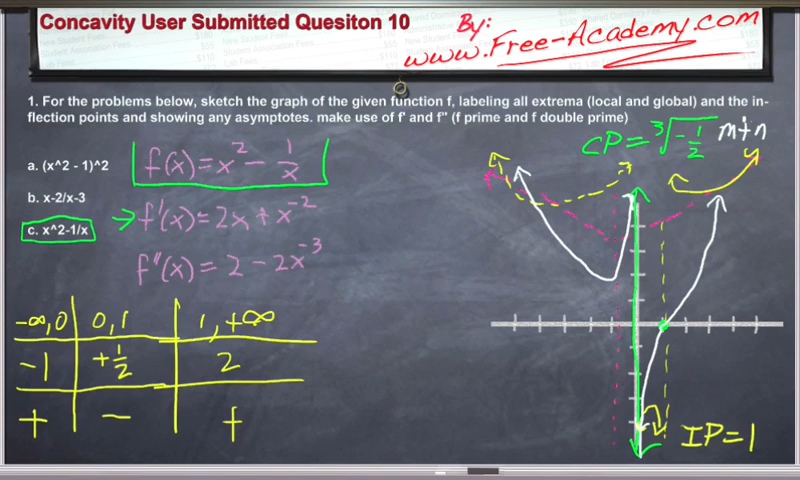 Concavity User Submitted Quesiton 10
By:
www.Free-Academy.com
1. For the problems below, sketch the graph of the given function f, labeling all extrema (local and global) and the in-
flection points and showing any asymptotes. make use of f' and f" (f prime and f double prime)
a. (x^2 - 1)^2
b. x-2/x-3
c. x^2-1/x
f(x)=x² - 1/x
→ f'(x)=2x+x⁻²
f"(x)=2-2x⁻³
CP=∛-1/2 min
-∞,0 0,1 1,+∞
-1 +1/2 2
+ - +
IP=1